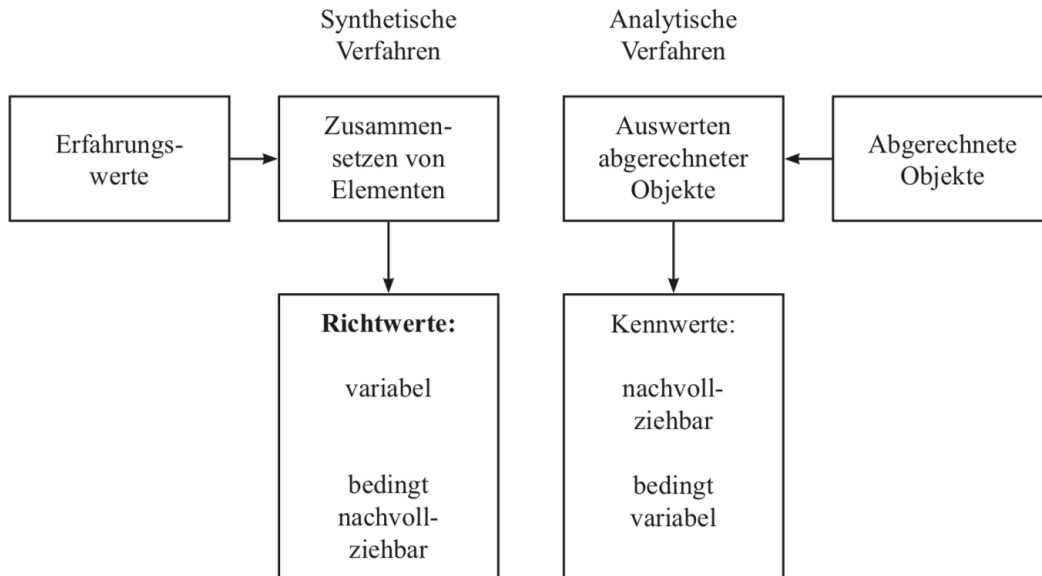 Synthetische
Verfahren
Analytische
Verfahren
Erfahrungs-
werte
Zusammen-
setzen von
Elementen
Auswerten
abgerechneter
Objekte
Abgerechnete
Objekte
Richtwerte:
variabel
bedingt
nachvoll-
ziehbar
Kennwerte:
nachvoll-
ziehbar
bedingt
variabel